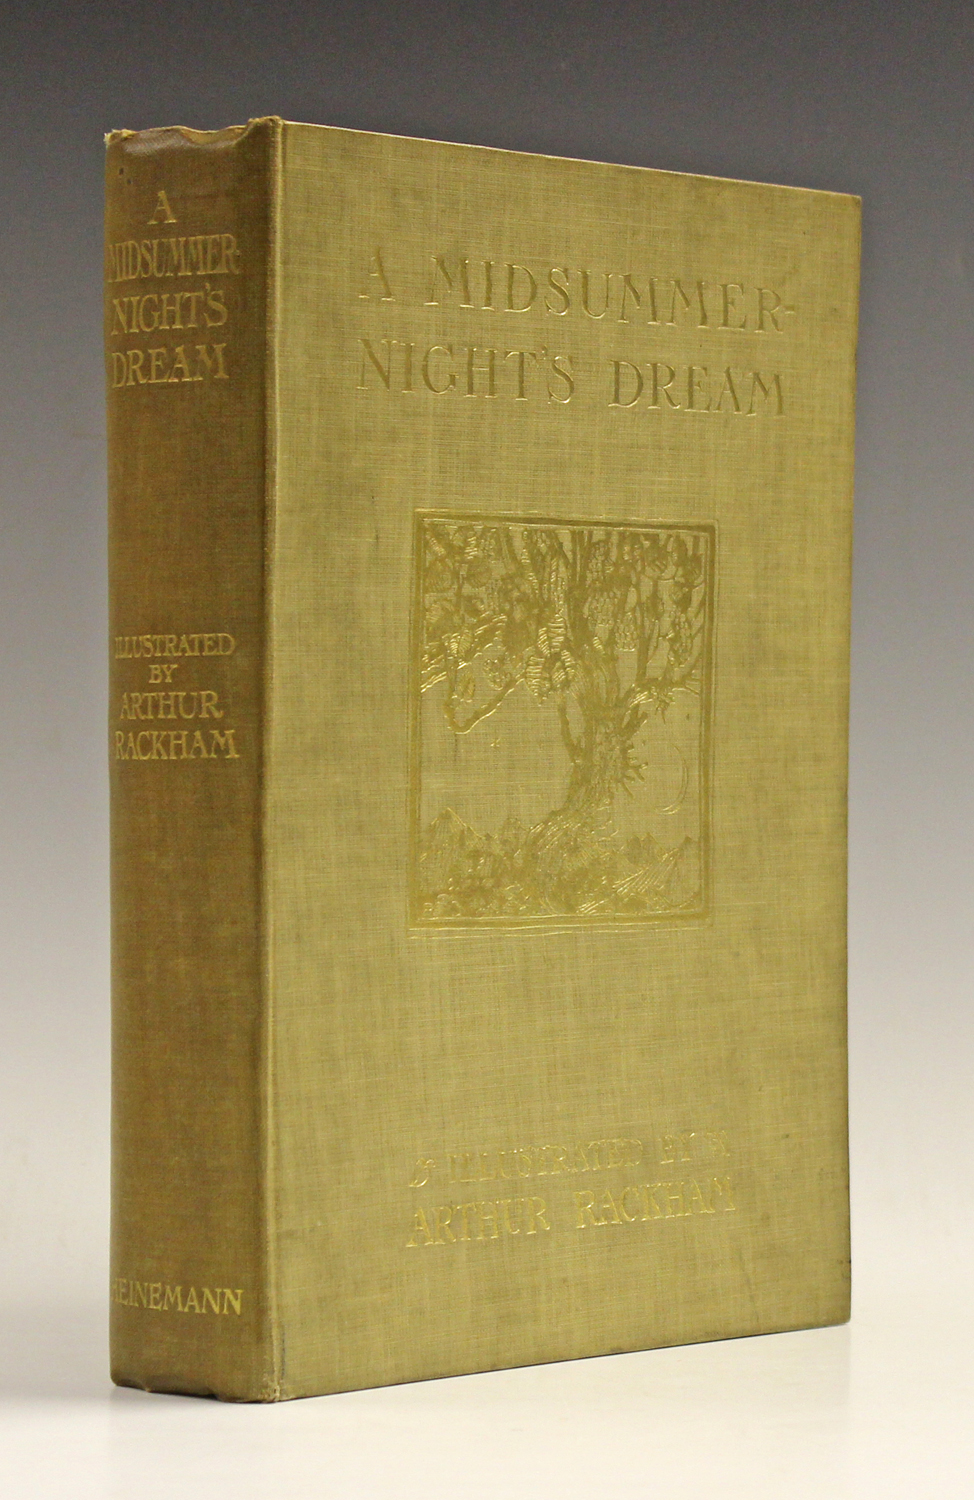 A
MIDSUMMER-
NIGHT'S
DREAM
ILLUSTRATED
BY
ARTHUR
RACKHAM
HEINEMANN
A MIDSUMMER-
NIGHT'S DREAM
ILLUSTRATED BY
ARTHUR RACKHAM